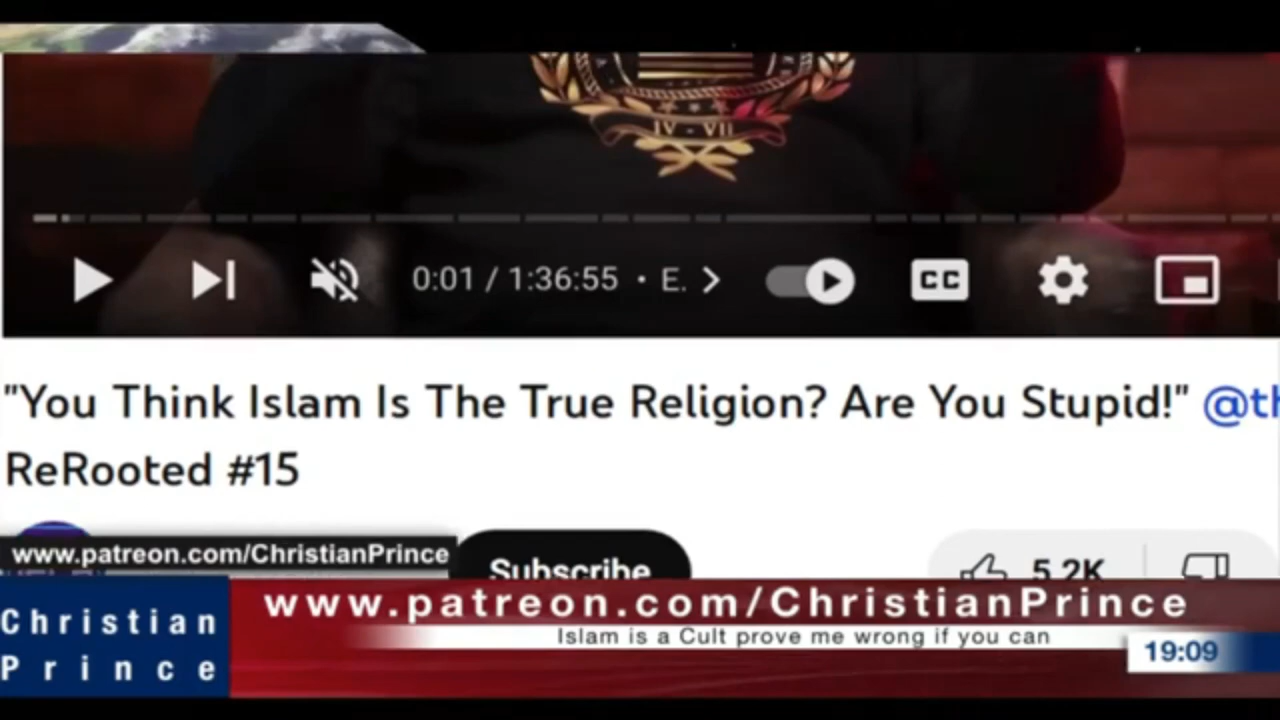 IV - VII
0:01 / 1:36:55 • E. >
CC
"You Think Islam Is The True Religion? Are You Stupid!" @th
ReRooted #15
www.patreon.com/ChristianPrince
Subscribe
5.2K
www.patreon.com/ChristianPrince
Islam is a Cult prove me wrong if you can
Christian
Prince
19:09